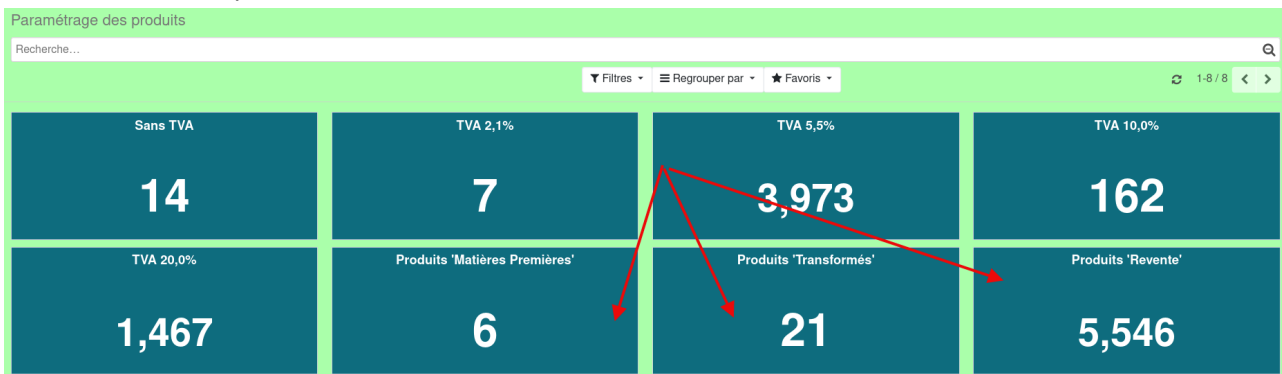 Paramétrage des produits
Recherche...
Filtres Regrouper par Favoris 1-8 / 8
Sans TVA TVA 2,1% TVA 5,5% TVA 10,0%
14 7 3,973 162
TVA 20,0% Produits 'Matières Premières' Produits 'Transformés' Produits 'Revente'
1,467 6 21 5,546